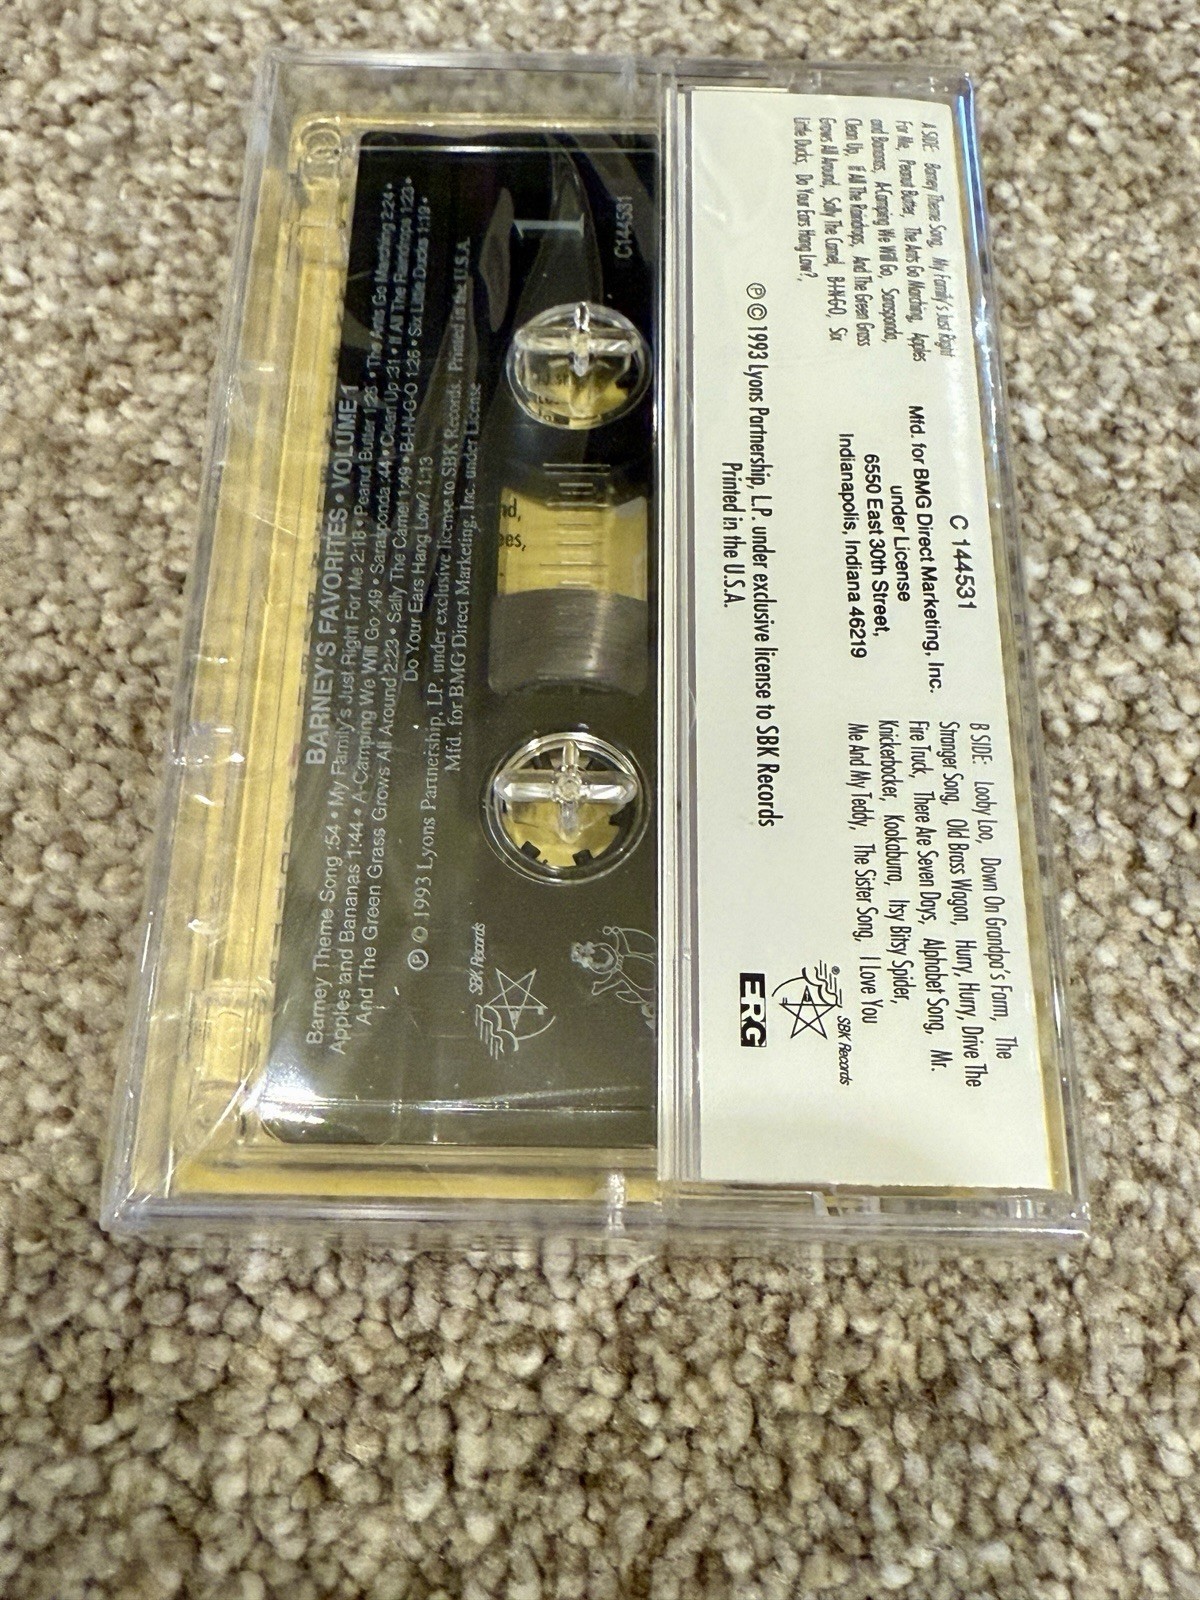 A SIDE: Barney Theme Song, My Family's Just Right
For Me, Peanut Butter, The Ants Go Marching, Apples
and Bananas, A-Camping We Will Go, Sarasponda,
Clean Up, If All The Raindrops, And The Green Grass
Grows All Around, Sally The Camel, B-I-N-G-O, Six
Little Ducks, Do Your Ears Hang Low?,
C 144531
Mfd. for BMG Direct Marketing, Inc.
under License
6550 East 30th Street,
Indianapolis, Indiana 46219
B SIDE: Looby Loo, Down On Grandpa's Farm, The
Stranger Song, Old Brass Wagon, Hurry, Hurry, Drive The
Fire Truck, There Are Seven Days, Alphabet Song, Mr.
Knickerbocker, Kookaburra, Itsy Bitsy Spider,
Me And My Teddy, The Sister Song, I Love You
℗ © 1993 Lyons Partnership, L.P. under exclusive license to SBK Records
Printed in the U.S.A.
® SBK Records
ERG
BARNEY'S FAVORITES • VOLUME 1
Barney Theme Song :54 • My Family's Just Right For Me 2:18 • Peanut Butter 1:26 • The Ants Go Marching 2:24 •
Apples and Bananas 1:44 • A-Camping We Will Go :49 • Sarasponda :44 • Clean Up :31 • If All The Raindrops 1:23 •
And The Green Grass Grows All Around 2:23 • Sally The Camel 1:49 • B-I-N-G-O 1:26 • Six Little Ducks 1:19 •
Do Your Ears Hang Low? 1:13
℗ © 1993 Lyons Partnership, L.P. under exclusive license to SBK Records. Printed in the U.S.A.
Mfd. for BMG Direct Marketing, Inc. under License
SBK Records
1
C144531